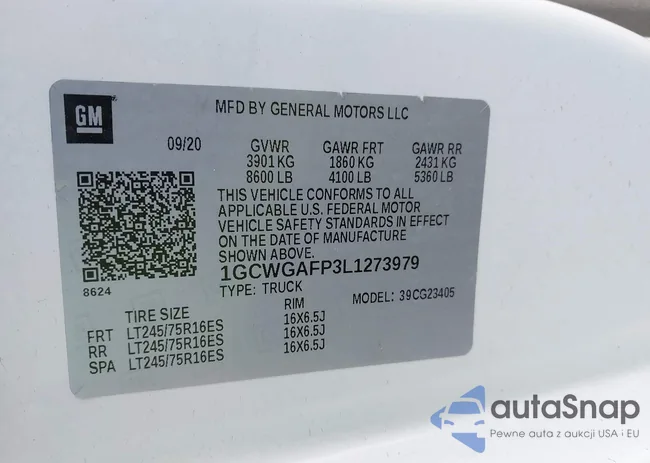 GM
MFD BY GENERAL MOTORS LLC
09/20 GVWR GAWR FRT GAWR RR
3901 KG 1860 KG 2431 KG
8600 LB 4100 LB 5360 LB
THIS VEHICLE CONFORMS TO ALL
APPLICABLE U.S. FEDERAL MOTOR
VEHICLE SAFETY STANDARDS IN EFFECT
ON THE DATE OF MANUFACTURE
SHOWN ABOVE.
8624
1GCWGAFP3L1273979
TYPE: TRUCK MODEL: 39CG23405
TIRE SIZE RIM
FRT LT245/75R16ES 16X6.5J
RR LT245/75R16ES 16X6.5J
SPA LT245/75R16ES 16X6.5J
autaSnap
Pewne auta z aukcji USA i EU